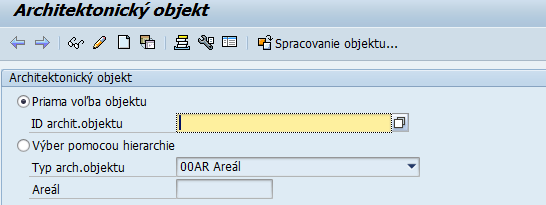 Architektonický objekt
Spracovanie objektu...
Architektonický objekt
Priama voľba objektu
ID archit.objektu
Výber pomocou hierarchie
Typ arch.objektu 00AR Areál
Areál